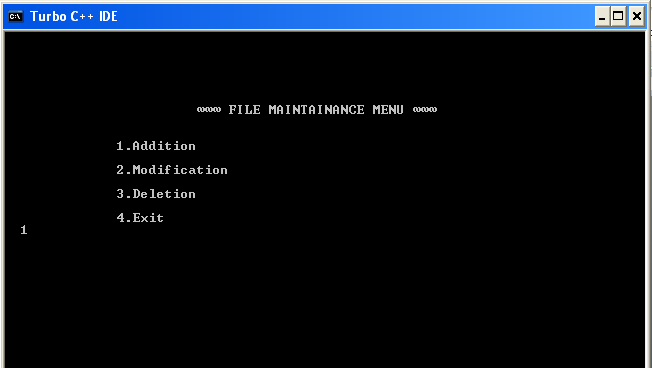 Turbo C++ IDE
∞∞∞ FILE MAINTAINANCE MENU ∞∞∞
1.Addition
2.Modification
3.Deletion
4.Exit
1